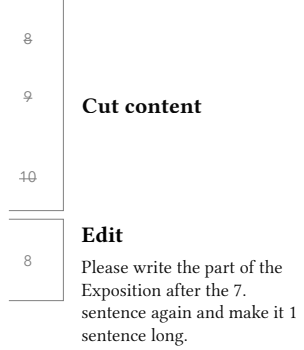 8
9
Cut content
10
Edit
8
Please write the part of the
Exposition after the 7.
sentence again and make it 1
sentence long.